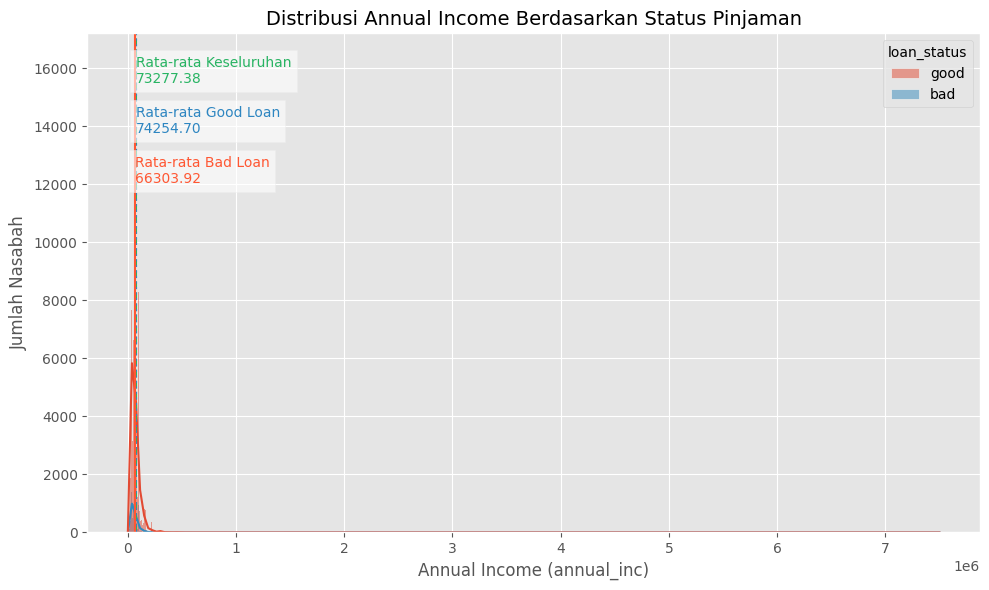 Distribusi Annual Income Berdasarkan Status Pinjaman
Jumlah Nasabah
16000
14000
12000
10000
8000
6000
4000
2000
0
Rata-rata Keseluruhan
73277.38
Rata-rata Good Loan
74254.70
Rata-rata Bad Loan
66303.92
loan_status
good
bad
0 1 2 3 4 5 6 7
1e6
Annual Income (annual_inc)